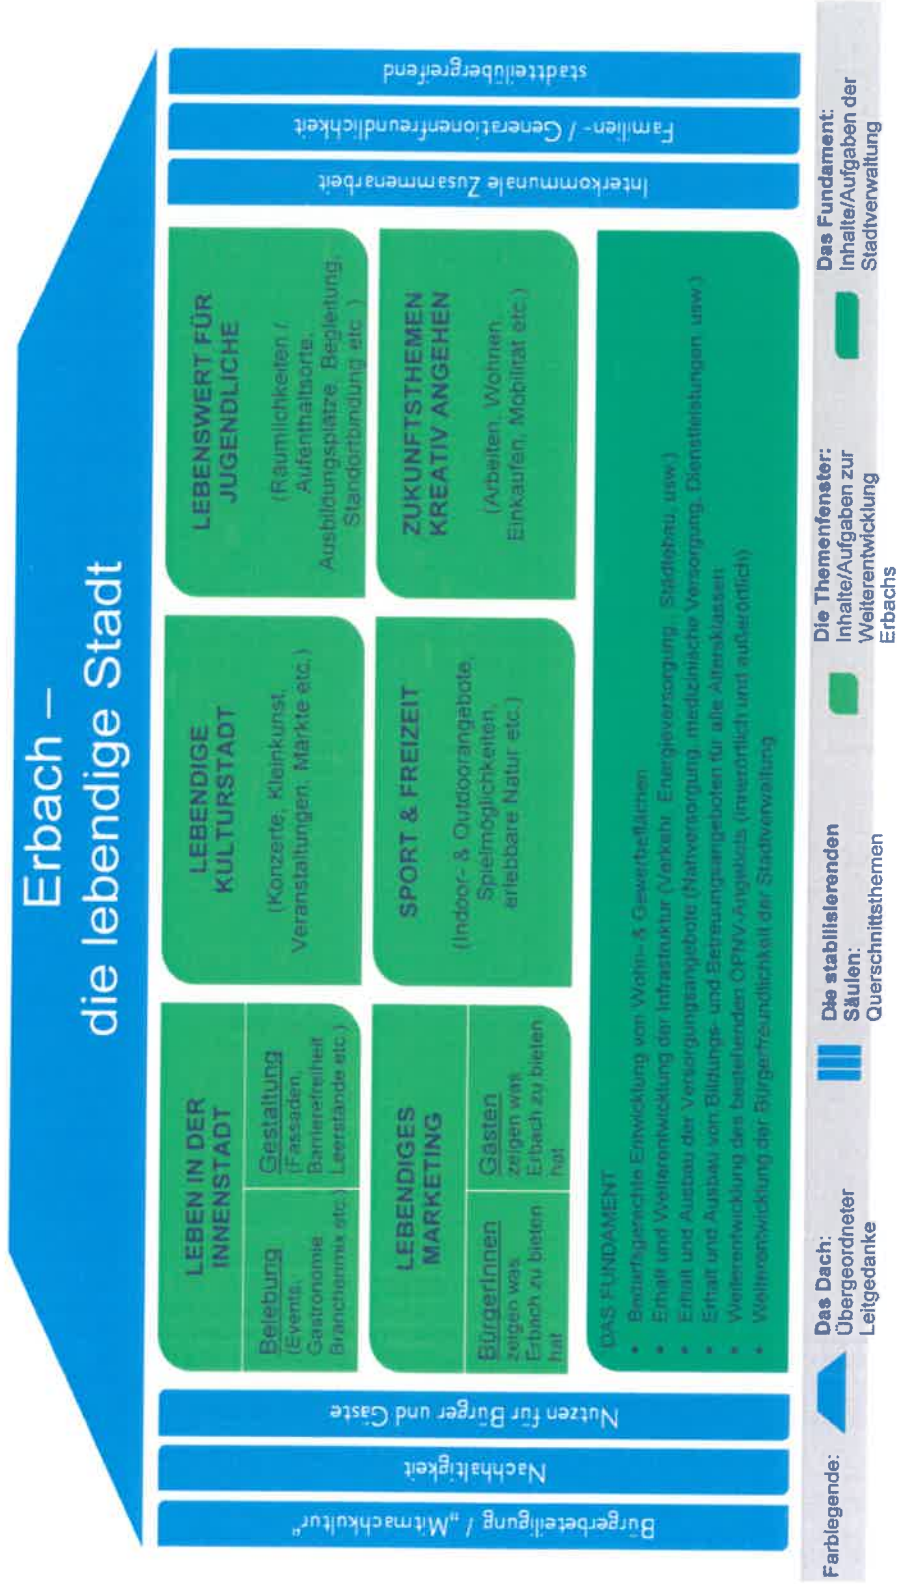 Erbach –
die lebendige Stadt
Bürgerbeteiligung / „Mitmachkultur“
Nachhaltigkeit
Nutzen für Bürger und Gäste
LEBEN IN DER
INNENSTADT
Belebung
(Events,
Gastronomie
Branchenmix etc.)
Gestaltung
(Fassaden,
Barrierefreiheit
Leerstände etc.)
LEBENDIGE
KULTURSTADT
(Konzerte, Kleinkunst,
Veranstaltungen, Märkte etc.)
LEBENSWERT FÜR
JUGENDLICHE
(Räumlichkeiten /
Aufenthaltsorte,
Ausbildungsplätze, Begleitung,
Standortbindung etc.)
LEBENDIGES
MARKETING
BürgerInnen
zeigen was
Erbach zu bieten
hat
Gästen
zeigen was
Erbach zu bieten
hat
SPORT & FREIZEIT
(Indoor- & Outdoorangebote,
Spielmöglichkeiten,
erlebbare Natur etc.)
ZUKUNFTSTHEMEN
KREATIV ANGEHEN
(Arbeiten, Wohnen,
Einkaufen, Mobilität etc.)
DAS FUNDAMENT
• Bedarfsgerechte Entwicklung von Wohn- & Gewerbeflächen
• Erhalt und Weiterentwicklung der Infrastruktur (Verkehr, Energieversorgung, Städtebau, usw.)
• Erhalt und Ausbau der Versorgungsangebote (Nahversorgung, medizinische Versorgung, Dienstleistungen, usw.)
• Erhalt und Ausbau von Bildungs- und Betreuungsangeboten für alle Altersklassen
• Weiterentwicklung des bestehenden ÖPNV-Angebots (innerörtlich und außerörtlich)
• Weiterentwicklung der Bürgerfreundlichkeit der Stadtverwaltung
Interkommunale Zusammenarbeit
Familien- / Generationenfreundlichkeit
stadtteilübergreifend
Farblegende:
Das Dach:
Übergeordneter
Leitgedanke
Die stabilisierenden
Säulen:
Querschnittsthemen
Die Themenfenster:
Inhalte/Aufgaben zur
Weiterentwicklung
Erbachs
Das Fundament:
Inhalte/Aufgaben der
Stadtverwaltung